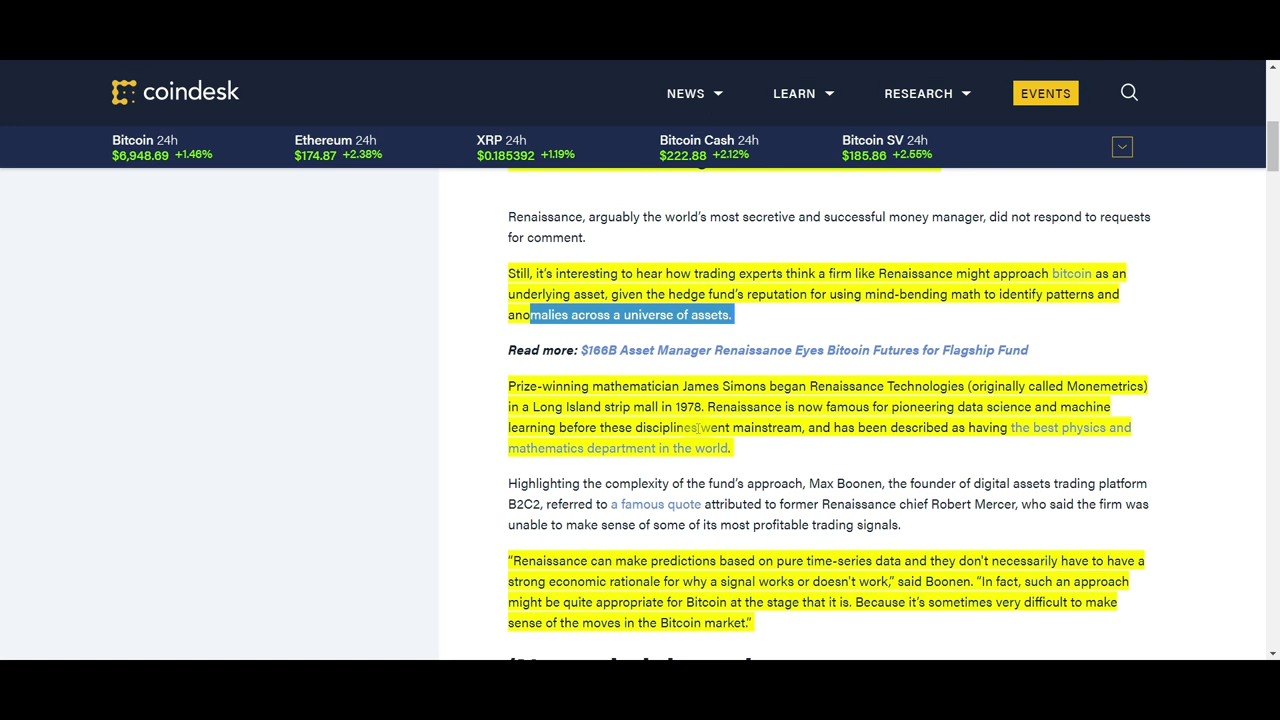 coindesk
NEWS
LEARN
RESEARCH
EVENTS
Bitcoin 24h
$6,948.69 +1.46%
Ethereum 24h
$174.87 +2.38%
XRP 24h
$0.185392 +1.19%
Bitcoin Cash 24h
$222.88 +2.12%
Bitcoin SV 24h
$185.86 +2.55%
Renaissance, arguably the world’s most secretive and successful money manager, did not respond to requests
for comment.
Still, it’s interesting to hear how trading experts think a firm like Renaissance might approach bitcoin as an
underlying asset, given the hedge fund’s reputation for using mind-bending math to identify patterns and
anomalies across a universe of assets.
Read more: $166B Asset Manager Renaissance Eyes Bitcoin Futures for Flagship Fund
Prize-winning mathematician James Simons began Renaissance Technologies (originally called Monemetrics)
in a Long Island strip mall in 1978. Renaissance is now famous for pioneering data science and machine
learning before these disciplines went mainstream, and has been described as having the best physics and
mathematics department in the world.
Highlighting the complexity of the fund’s approach, Max Boonen, the founder of digital assets trading platform
B2C2, referred to a famous quote attributed to former Renaissance chief Robert Mercer, who said the firm was
unable to make sense of some of its most profitable trading signals.
“Renaissance can make predictions based on pure time-series data and they don't necessarily have to have a
strong economic rationale for why a signal works or doesn't work,” said Boonen. “In fact, such an approach
might be quite appropriate for Bitcoin at the stage that it is. Because it’s sometimes very difficult to make
sense of the moves in the Bitcoin market.”